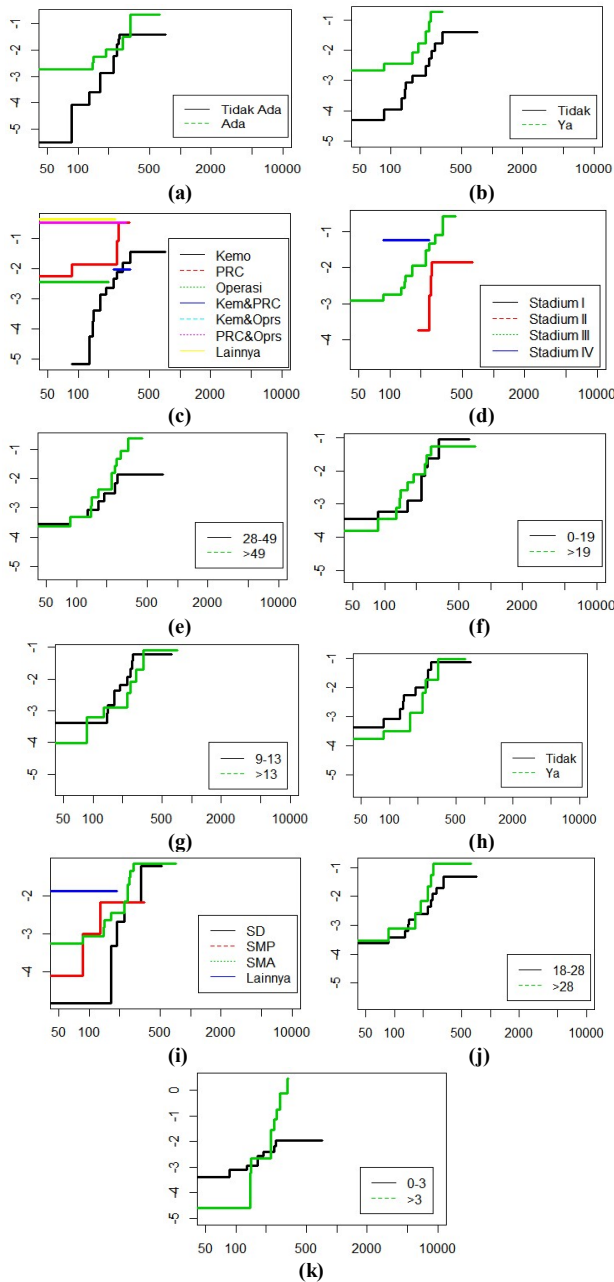 -1
-2
-3
-4
-5
Tidak Ada
Ada
50 100 500 2000 10000
(a)
-1
-2
-3
-4
-5
Tidak
Ya
50 100 500 2000 10000
(b)
-1
-2
-3
-4
-5
Kemo
PRC
Operasi
Kem&PRC
Kem&Oprs
PRC&Oprs
Lainnya
50 100 500 2000 10000
(c)
-1
-2
-3
-4
Stadium I
Stadium II
Stadium III
Stadium IV
50 100 500 2000 10000
(d)
-1
-2
-3
-4
-5
28-49
>49
50 100 500 2000 10000
(e)
-1
-2
-3
-4
-5
0-19
>19
50 100 500 2000 10000
(f)
-1
-2
-3
-4
-5
9-13
>13
50 100 500 2000 10000
(g)
-1
-2
-3
-4
-5
Tidak
Ya
50 100 500 2000 10000
(h)
-2
-4
SD
SMP
SMA
Lainnya
50 100 500 2000 10000
(i)
-1
-2
-3
-4
-5
18-28
>28
50 100 500 2000 10000
(j)
0
-1
-2
-3
-4
-5
0-3
>3
50 100 500 2000 10000
(k)